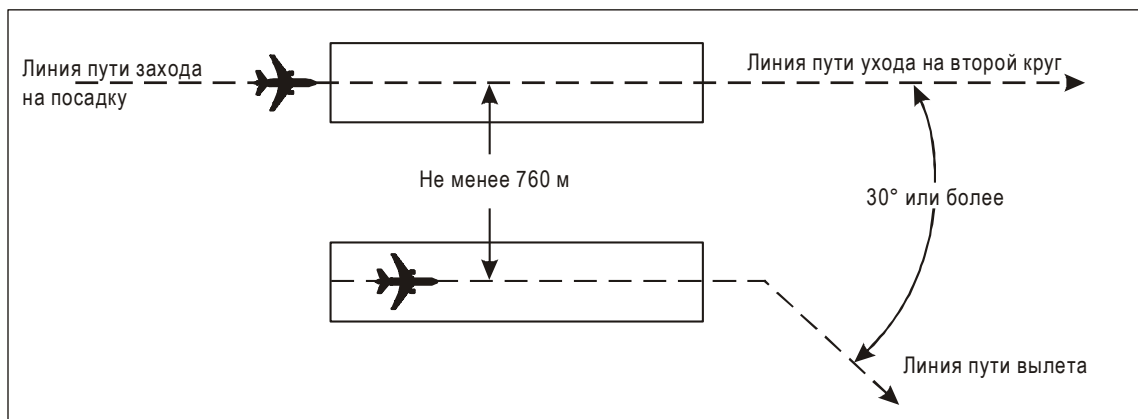 Линия пути захода
на посадку
Линия пути ухода на второй круг
Не менее 760 м
30° или более
Линия пути вылета